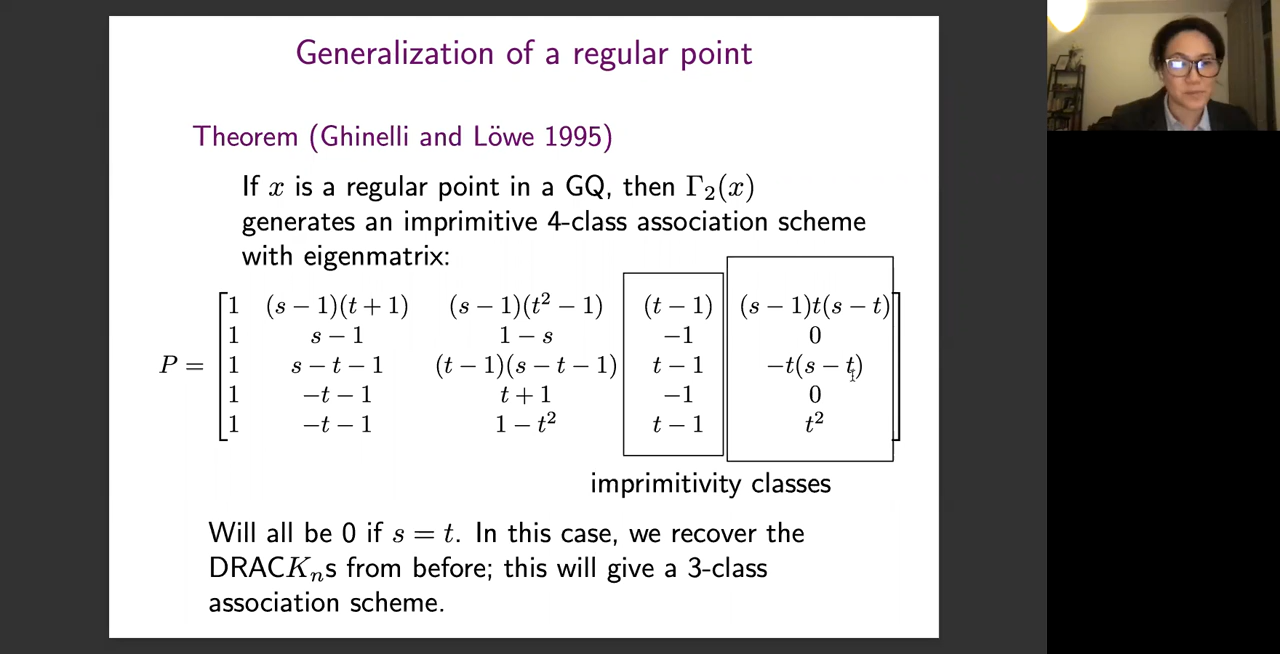 Generalization of a regular point
Theorem (Ghinelli and Löwe 1995)
If x is a regular point in a GQ, then Γ₂(x)
generates an imprimitive 4-class association scheme
with eigenmatrix:
1 (s − 1)(t + 1) (s − 1)(t² − 1) (t − 1) (s − 1)t(s − t)
1 s − 1 1 − s −1 0
P = 1 s − t − 1 (t − 1)(s − t − 1) t − 1 −t(s − t)
1 −t − 1 t + 1 −1 0
1 −t − 1 1 − t² t − 1 t²
imprimitivity classes
Will all be 0 if s = t. In this case, we recover the
DRACKₙs from before; this will give a 3-class
association scheme.